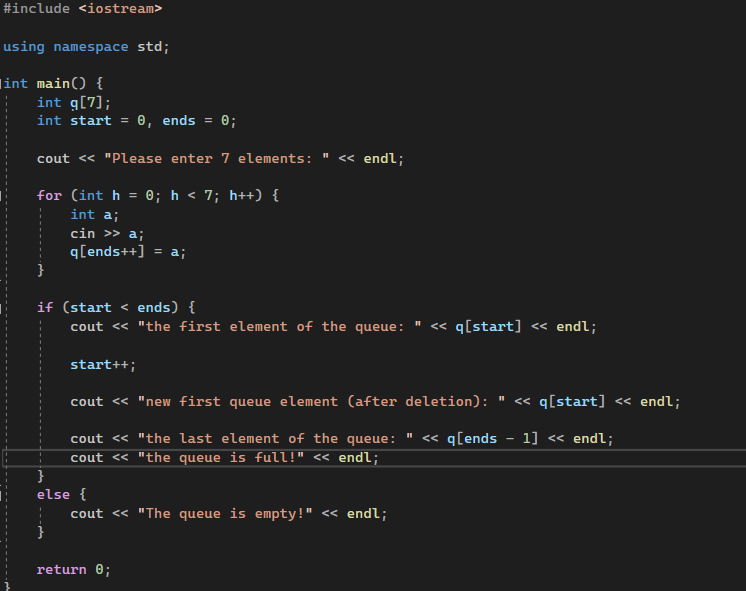 #include <iostream>
using namespace std;
int main() {
int q[7];
int start = 0, ends = 0;
cout << "Please enter 7 elements: " << endl;
for (int h = 0; h < 7; h++) {
int a;
cin >> a;
q[ends++] = a;
}
if (start < ends) {
cout << "the first element of the queue: " << q[start] << endl;
start++;
cout << "new first queue element (after deletion): " << q[start] << endl;
cout << "the last element of the queue: " << q[ends - 1] << endl;
cout << "the queue is full!" << endl;
}
else {
cout << "The queue is empty!" << endl;
}
return 0;
}